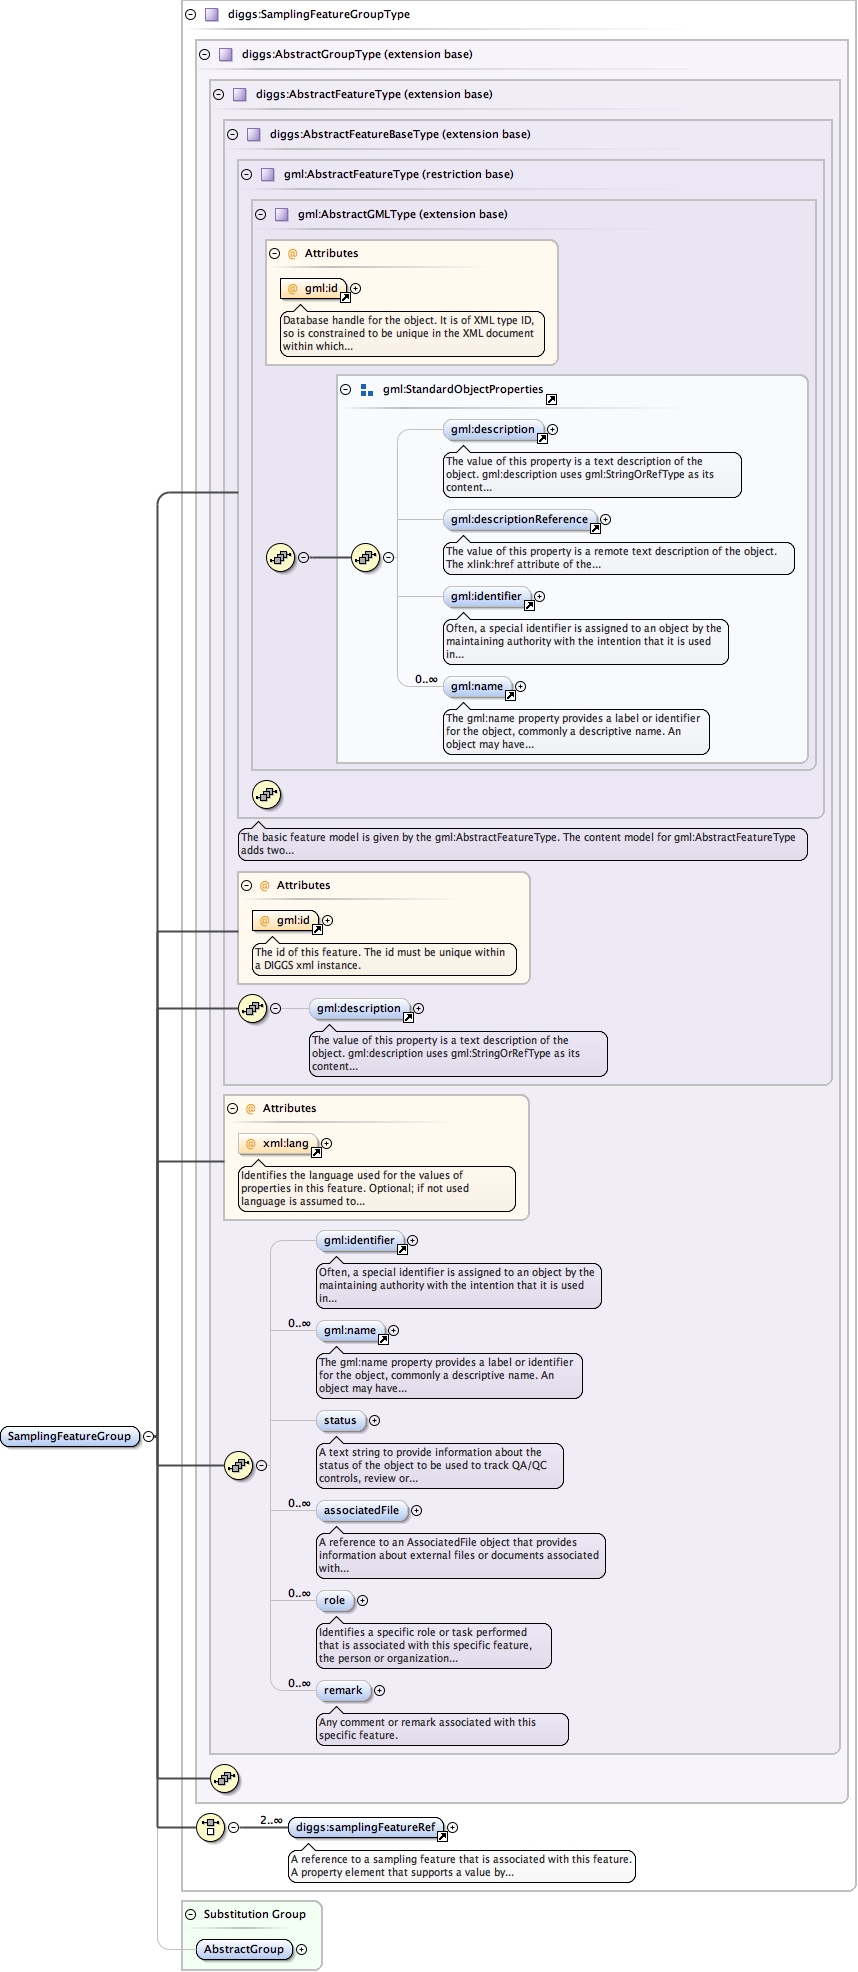 diggs:SamplingFeatureGroupType
diggs:AbstractGroupType (extension base)
diggs:AbstractFeatureType (extension base)
diggs:AbstractFeatureBaseType (extension base)
gml:AbstractFeatureType (restriction base)
gml:AbstractGMLType (extension base)
@ Attributes
@ gml:id
Database handle for the object. It is of XML type ID,
so is constrained to be unique in the XML document
within which...
gml:StandardObjectProperties
gml:description
The value of this property is a text description of the
object. gml:description uses gml:StringOrRefType as its
content...
gml:descriptionReference
The value of this property is a remote text description of the object.
The xlink:href attribute of the...
gml:identifier
Often, a special identifier is assigned to an object by the
maintaining authority with the intention that it is used
in...
0..∞
gml:name
The gml:name property provides a label or identifier
for the object, commonly a descriptive name. An
object may have...
The basic feature model is given by the gml:AbstractFeatureType. The content model for gml:AbstractFeatureType
adds two...
@ Attributes
@ gml:id
The id of this feature. The id must be unique within
a DIGGS xml instance.
gml:description
The value of this property is a text description of the
object. gml:description uses gml:StringOrRefType as its
content...
@ Attributes
@ xml:lang
Identifies the language used for the values of
properties in this feature. Optional; if not used
language is assumed to...
gml:identifier
Often, a special identifier is assigned to an object by the
maintaining authority with the intention that it is used
in...
0..∞
gml:name
The gml:name property provides a label or identifier
for the object, commonly a descriptive name. An
object may have...
status
A text string to provide information about the
status of the object to be used to track QA/QC
controls, review or...
SamplingFeatureGroup
0..∞
associatedFile
A reference to an AssociatedFile object that provides
information about external files or documents associated
with...
0..∞
role
Identifies a specific role or task performed
that is associated with this specific feature,
the person or organization...
0..∞
remark
Any comment or remark associated with this
specific feature.
2..∞
diggs:samplingFeatureRef
A reference to a sampling feature that is associated with this feature.
A property element that supports a value by...
Substitution Group
AbstractGroup